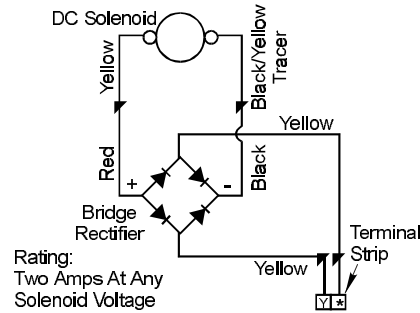 DC Solenoid
Yellow
Black/Yellow
Tracer
Yellow
Red
+
-
Black
Bridge
Rectifier
Terminal
Strip
Rating:
Two Amps At Any
Solenoid Voltage
Yellow
Y *